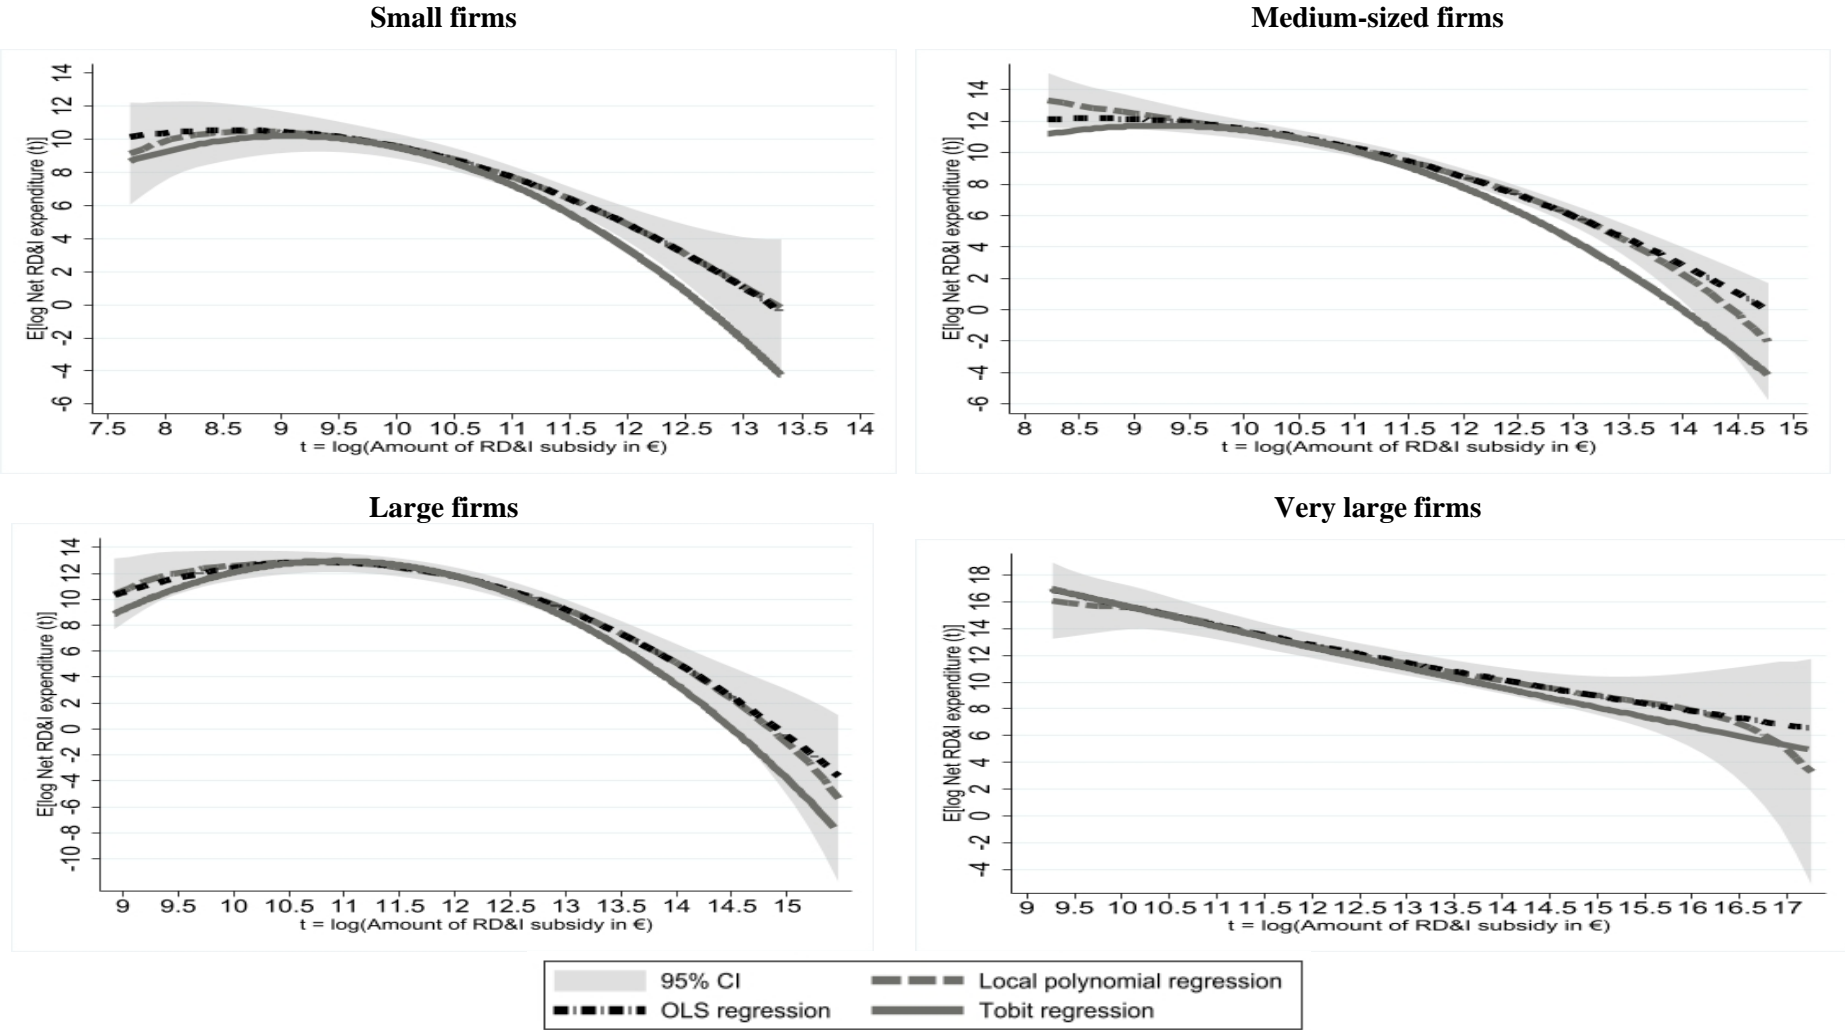 Small firms
E[log Net RD&I expenditure (t)]
14
12
10
8
6
4
2
0
-2
-4
-6
7.5 8 8.5 9 9.5 10 10.5 11 11.5 12 12.5 13 13.5 14
t = log(Amount of RD&I subsidy in €)
Medium-sized firms
E[log Net RD&I expenditure (t)]
14
12
10
8
6
4
2
0
-2
-4
-6
8 8.5 9 9.5 10 10.5 11 11.5 12 12.5 13 13.5 14 14.5 15
t = log(Amount of RD&I subsidy in €)
Large firms
E[log Net RD&I expenditure (t)]
14
12
10
8
6
4
2
0
-2
-4
-6
-8
-10
9 9.5 10 10.5 11 11.5 12 12.5 13 13.5 14 14.5 15
t = log(Amount of RD&I subsidy in €)
Very large firms
E[log Net RD&I expenditure (t)]
18
16
14
12
10
8
6
4
2
0
-2
-4
9 9.5 10 10.5 11 11.5 12 12.5 13 13.5 14 14.5 15 15.5 16 16.5 17
t = log(Amount of RD&I subsidy in €)
95% CI
Local polynomial regression
OLS regression
Tobit regression